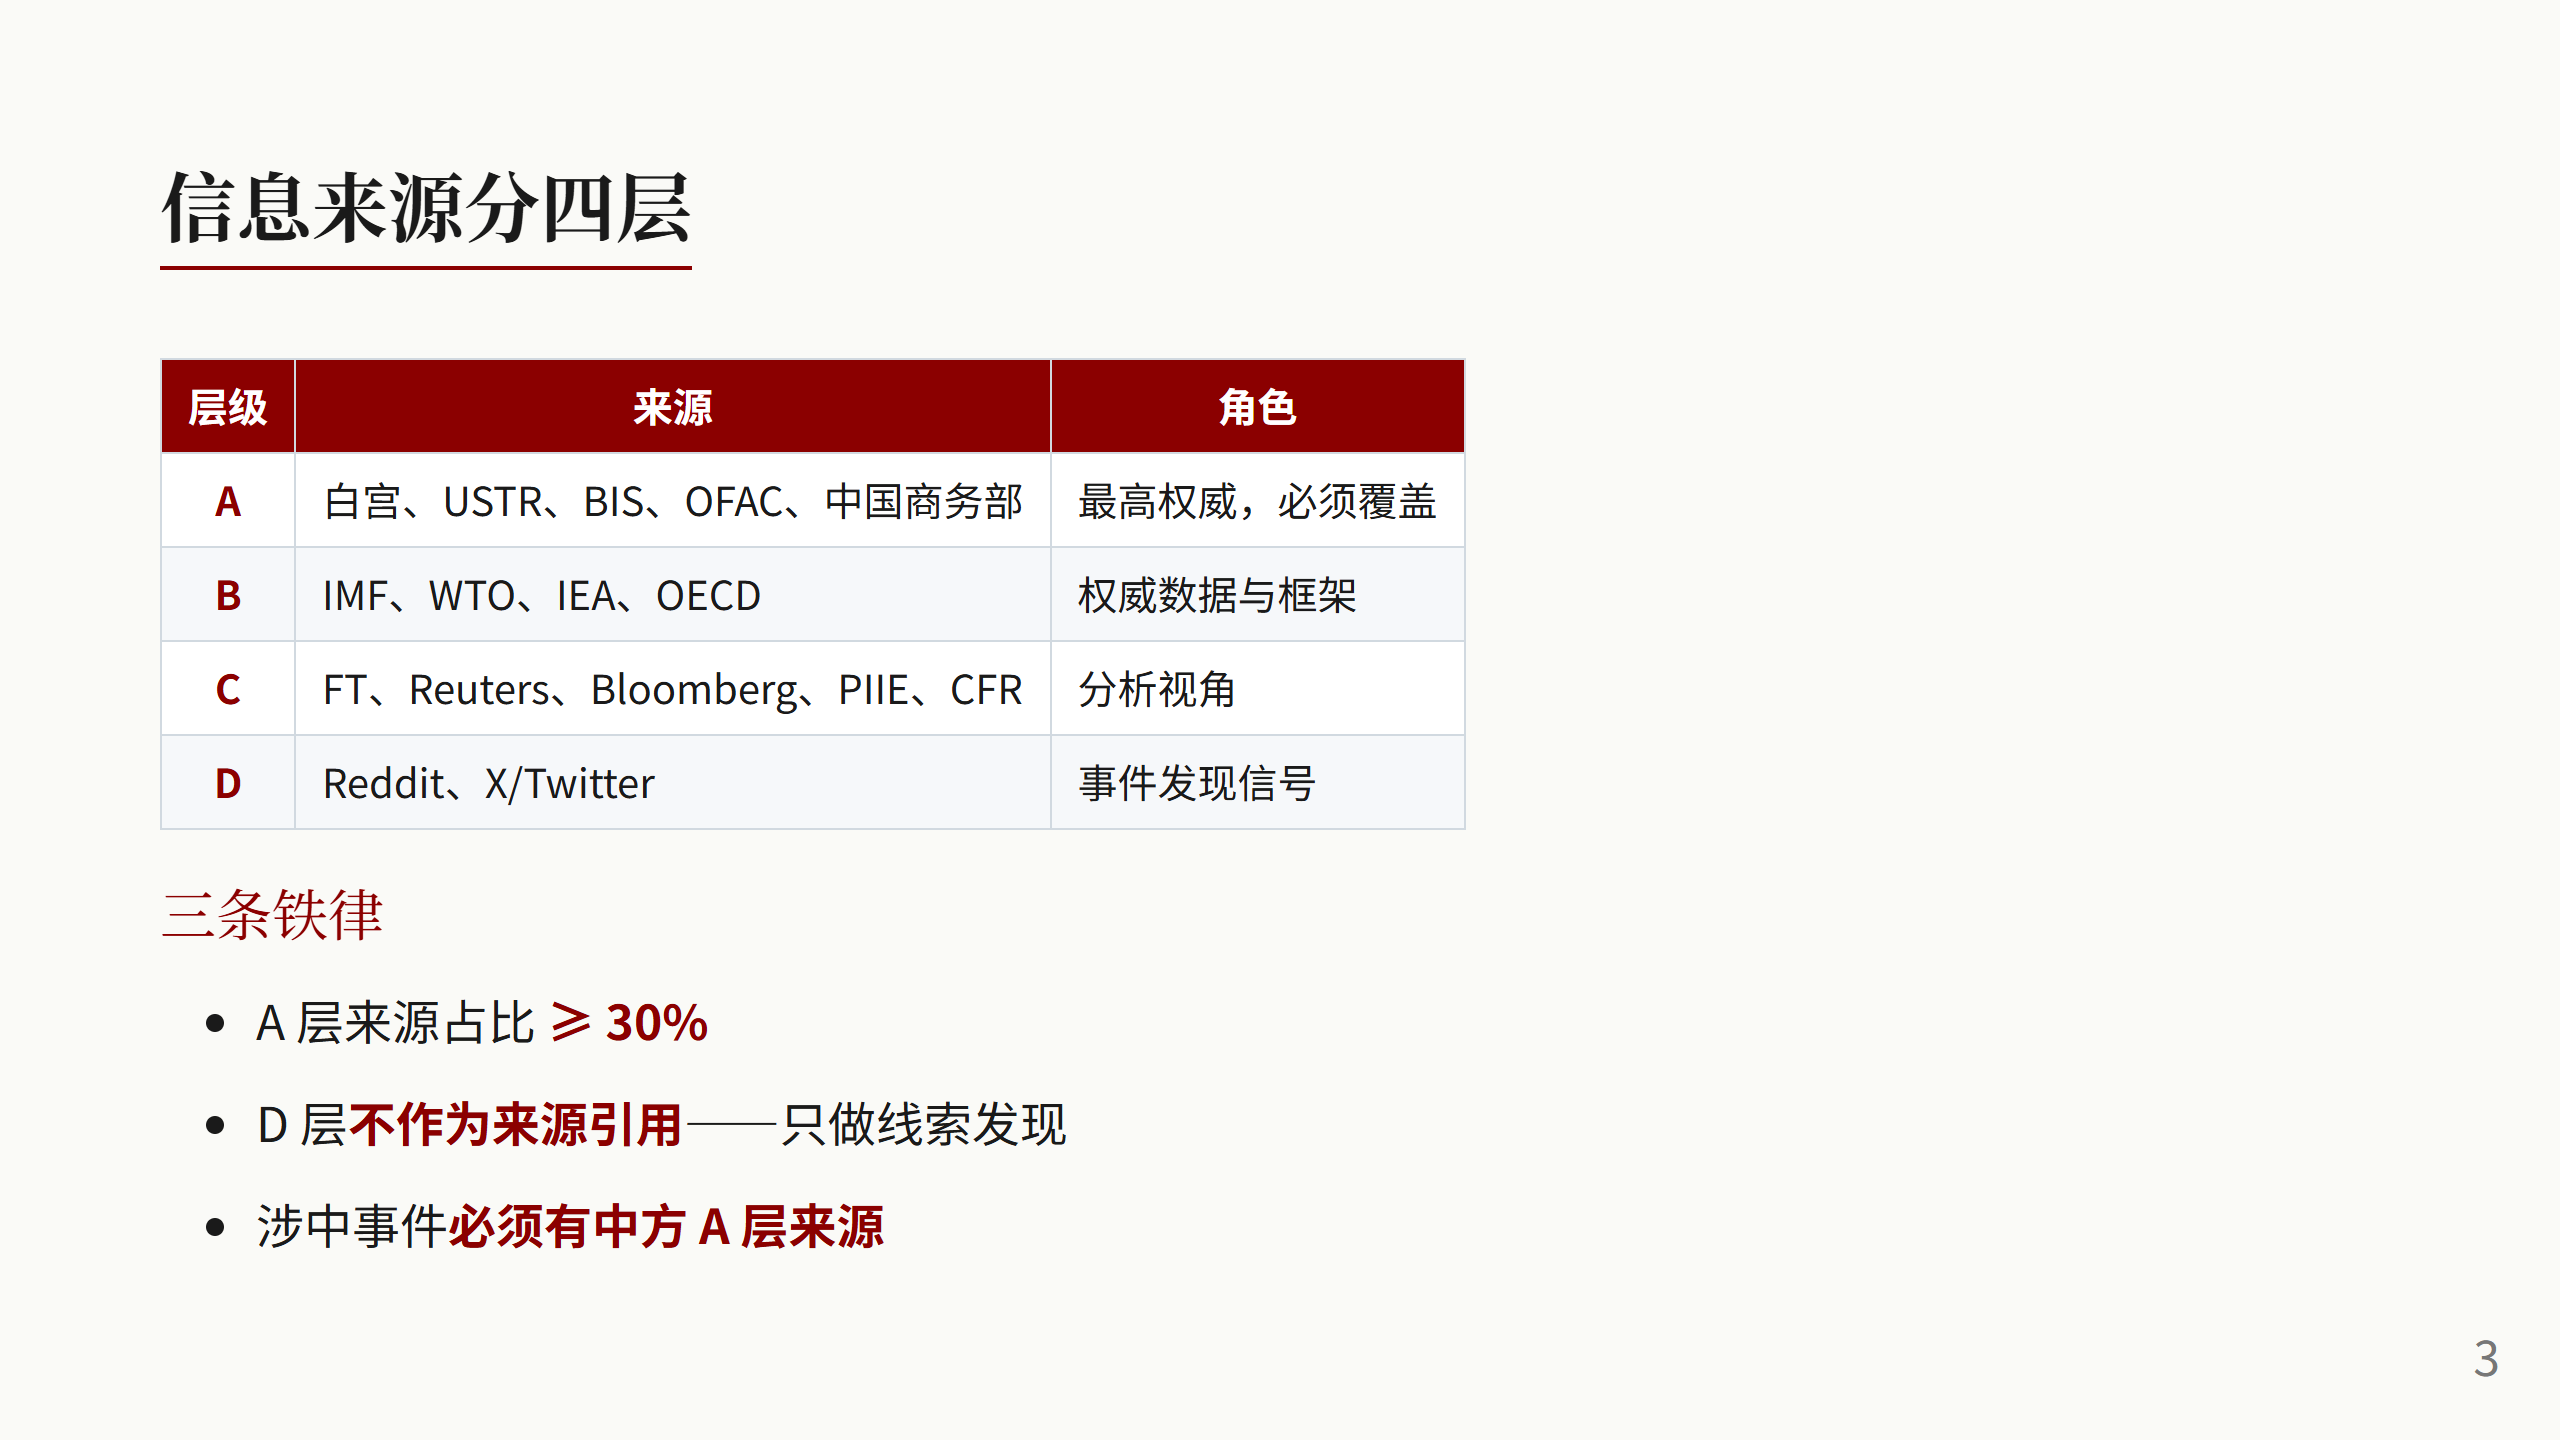 信息来源分四层
层级 来源 角色
A 白宫、USTR、BIS、OFAC、中国商务部 最高权威，必须覆盖
B IMF、WTO、IEA、OECD 权威数据与框架
C FT、Reuters、Bloomberg、PIIE、CFR 分析视角
D Reddit、X/Twitter 事件发现信号
三条铁律
• A 层来源占比 ≥ 30%
• D 层不作为来源引用——只做线索发现
• 涉中事件必须有中方 A 层来源
3